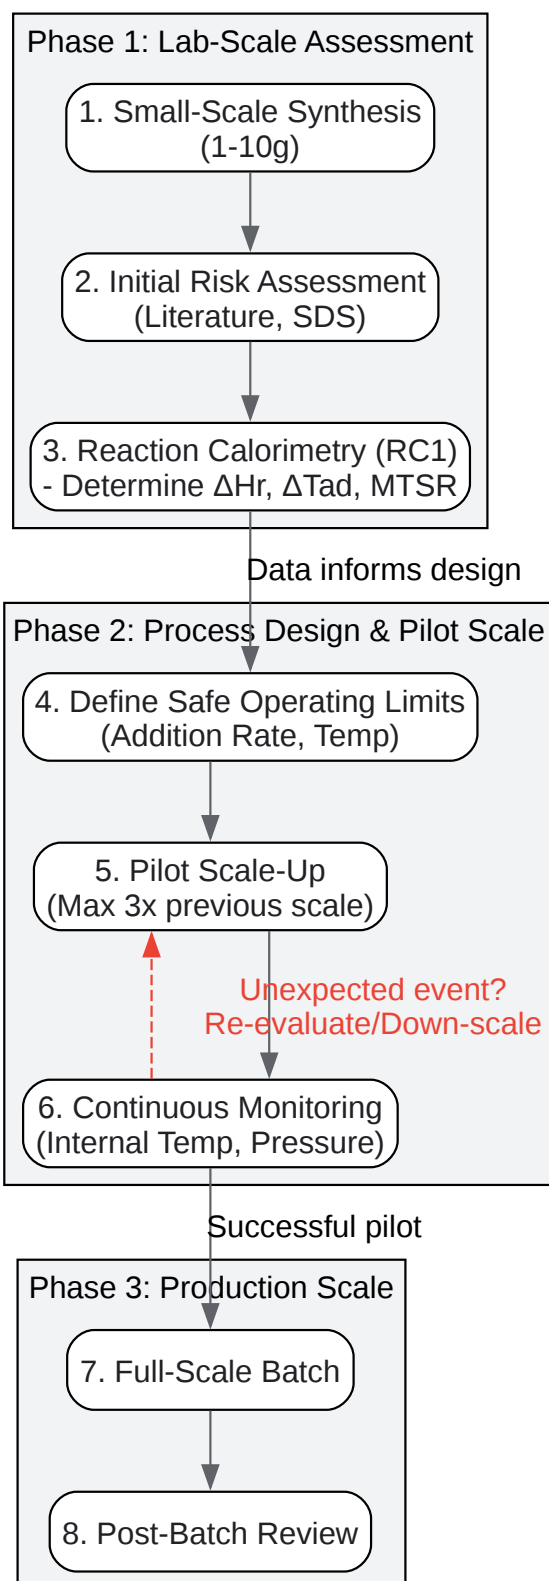 Phase 1: Lab-Scale Assessment
1. Small-Scale Synthesis
(1-10g)
2. Initial Risk Assessment
(Literature, SDS)
3. Reaction Calorimetry (RC1)
- Determine ΔHr, ΔTad, MTSR
Data informs design
Phase 2: Process Design & Pilot Scale
4. Define Safe Operating Limits
(Addition Rate, Temp)
5. Pilot Scale-Up
(Max 3x previous scale)
Unexpected event?
Re-evaluate/Down-scale
6. Continuous Monitoring
(Internal Temp, Pressure)
Successful pilot
Phase 3: Production Scale
7. Full-Scale Batch
8. Post-Batch Review